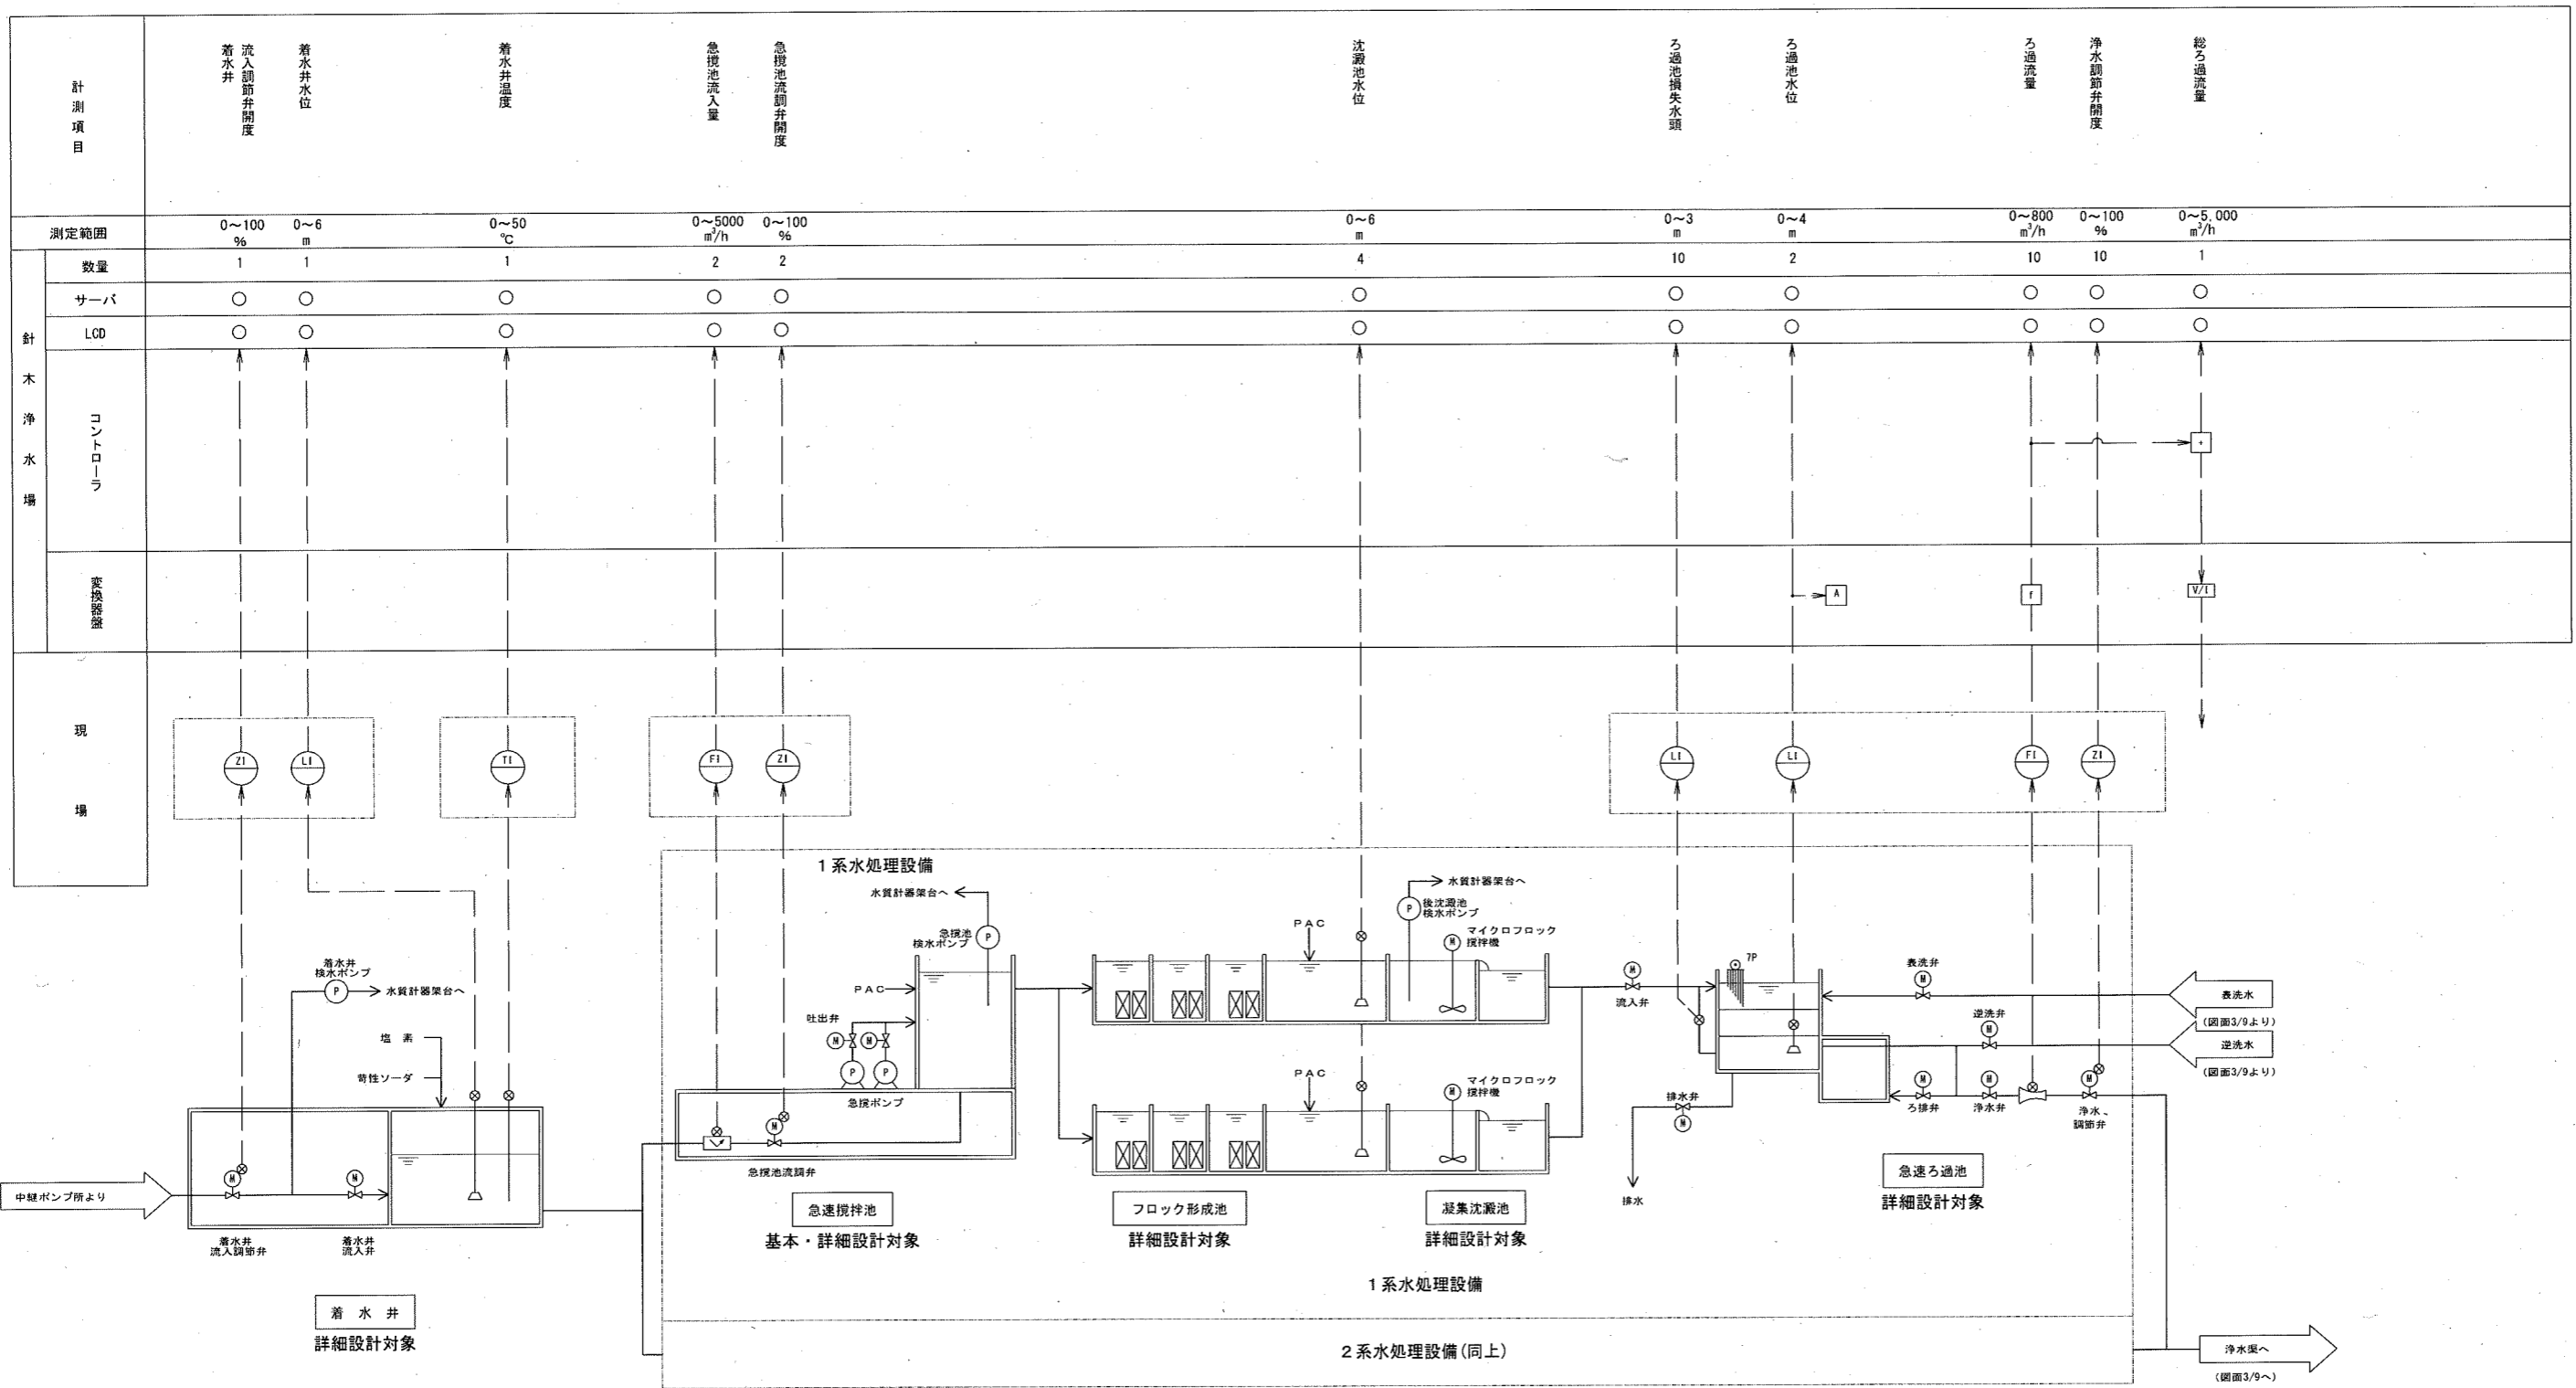 計測項目
着水井
流入調節弁開度
着水井水位
着水井温度
急撹池流入量
急撹池流調弁開度
沈澱池水位
ろ過池損失水頭
ろ過池水位
ろ過流量
浄水調節弁開度
総ろ過流量
測定範囲
0～100
%
0～6
m
0～50
℃
0～5000
m³/h
0～100
%
0～6
m
0～3
m
0～4
m
0～800
m³/h
0～100
%
0～5,000
m³/h
針木浄水場
数量
1 1 1 2 2 4 10 2 10 10 1
サーバ
○ ○ ○ ○ ○ ○ ○ ○ ○ ○ ○
LCD
○ ○ ○ ○ ○ ○ ○ ○ ○ ○ ○
コントローラ
+
変換器盤
A
f
V/I
現場
ZI
LI
TI
FI
ZI
LI
LI
FI
ZI
1系水処理設備
水質計器架台へ
急撹池
検水ポンプ
P
水質計器架台へ
P
後沈澱池
検水ポンプ
PAC
M
マイクロフロック
撹拌機
着水井
検水ポンプ
P
水質計器架台へ
塩素
苛性ソーダ
PAC
吐出弁
M
M
P
P
急撹ポンプ
M
急撹池流調弁
PAC
M
マイクロフロック
撹拌機
M
流入弁
7P
表洗弁
M
表洗水
(図面3/9より)
逆洗弁
M
逆洗水
(図面3/9より)
M
ろ排弁
M
浄水弁
M
浄水
調節弁
排水弁
M
排水
中継ポンプ所より
M
M
着水井
流入調節弁
着水井
流入弁
着水井
詳細設計対象
急速撹拌池
基本・詳細設計対象
フロック形成池
詳細設計対象
凝集沈澱池
詳細設計対象
急速ろ過池
詳細設計対象
1系水処理設備
2系水処理設備(同上)
浄水渠へ
(図面3/9へ)